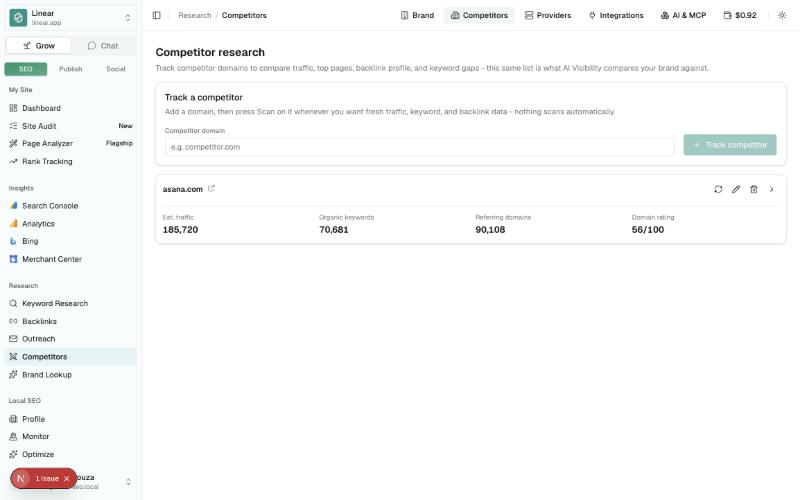 Linear
linear.app
Research / Competitors
Brand
Competitors
Providers
Integrations
AI & MCP
$0.92
Grow
Chat
SEO
Publish
Social
My Site
Dashboard
Site Audit
New
Page Analyzer
Flagship
Rank Tracking
Insights
Search Console
Analytics
Bing
Merchant Center
Research
Keyword Research
Backlinks
Outreach
Competitors
Brand Lookup
Local SEO
Profile
Monitor
Optimize
N
1 Issue
ouza
seo.local
Competitor research
Track competitor domains to compare traffic, top pages, backlink profile, and keyword gaps - this same list is what AI Visibility compares your brand against.
Track a competitor
Add a domain, then press Scan on it whenever you want fresh traffic, keyword, and backlink data - nothing scans automatically.
Competitor domain
e.g. competitor.com
+ Track competitor
asana.com
Est. traffic
185,720
Organic keywords
70,681
Referring domains
90,108
Domain rating
56/100